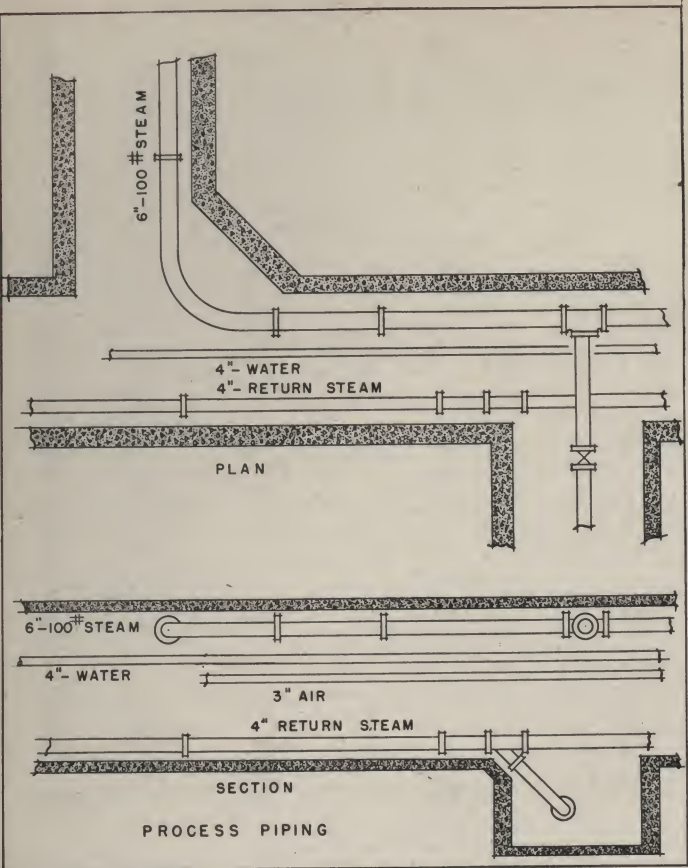 6"-100# STEAM
4"- WATER
4"- RETURN STEAM
PLAN
6"-100# STEAM
4"- WATER
3" AIR
4" RETURN STEAM
SECTION
PROCESS PIPING